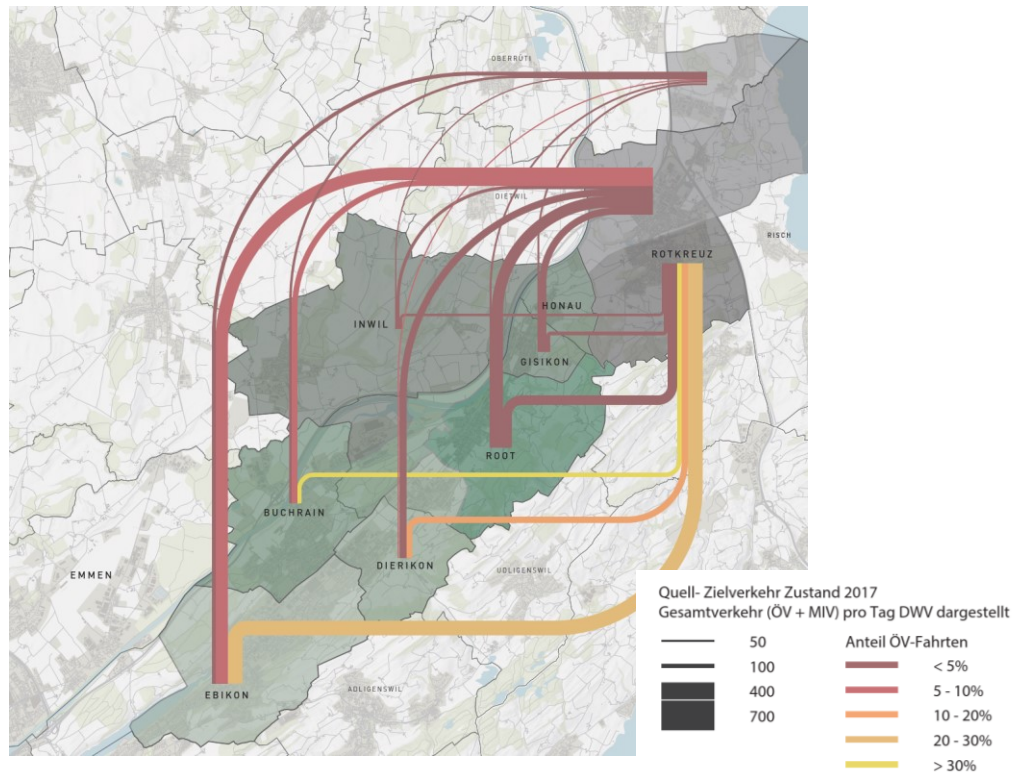 OBERRÜTI
DIETWIL
RISCH
ROTKREUZ
HONAU
INWIL
GISIKON
ROOT
BUCHRAIN
DIERIKON
UDLIGENSWIL
EMMEN
EBIKON
ADLIGENSWIL
Quell- Zielverkehr Zustand 2017
Gesamtverkehr (ÖV + MIV) pro Tag DWV dargestellt
50 Anteil ÖV-Fahrten
100 < 5%
400 5 - 10%
700 10 - 20%
20 - 30%
> 30%